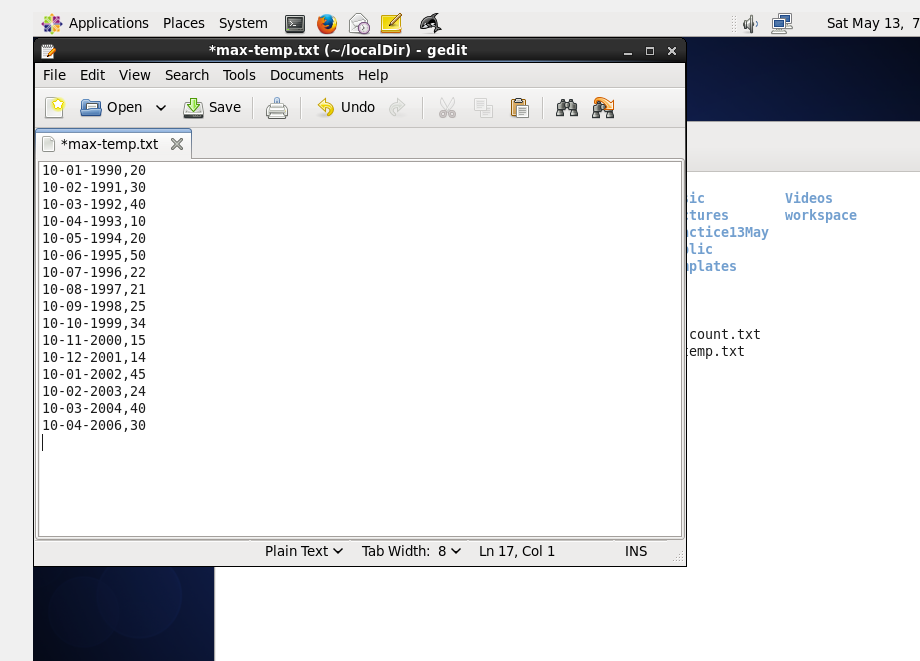 Applications Places System Sat May 13, 7
*max-temp.txt (~/localDir) - gedit
File Edit View Search Tools Documents Help
Open Save Undo
*max-temp.txt
10-01-1990,20
10-02-1991,30
10-03-1992,40
10-04-1993,10
10-05-1994,20
10-06-1995,50
10-07-1996,22
10-08-1997,21
10-09-1998,25
10-10-1999,34
10-11-2000,15
10-12-2001,14
10-01-2002,45
10-02-2003,24
10-03-2004,40
10-04-2006,30
Plain Text Tab Width: 8 Ln 17, Col 1 INS
ic Videos
tures workspace
actice13May
lic
mplates
count.txt
temp.txt